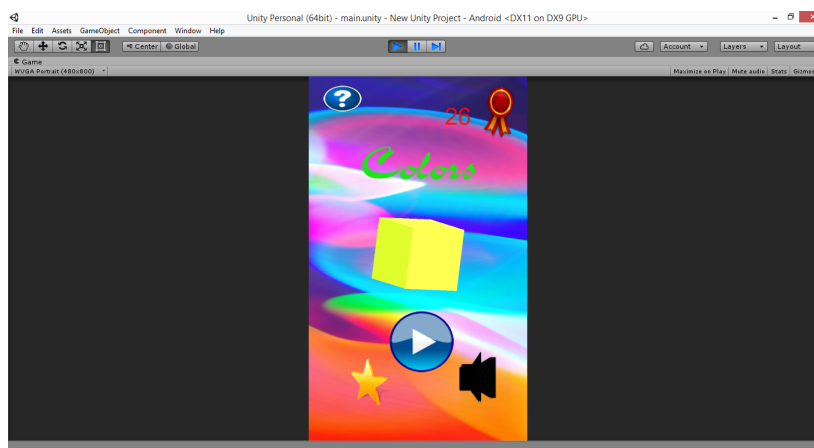 Unity Personal (64bit) - main.unity - New Unity Project - Android <DX11 on DX9 GPU>
File Edit Assets GameObject Component Window Help
Center Global Account Layers Layout
Game
WVGA Portrait (480x800) Maximize on Play Mute audio Stats Gizmos
?
26
Colors